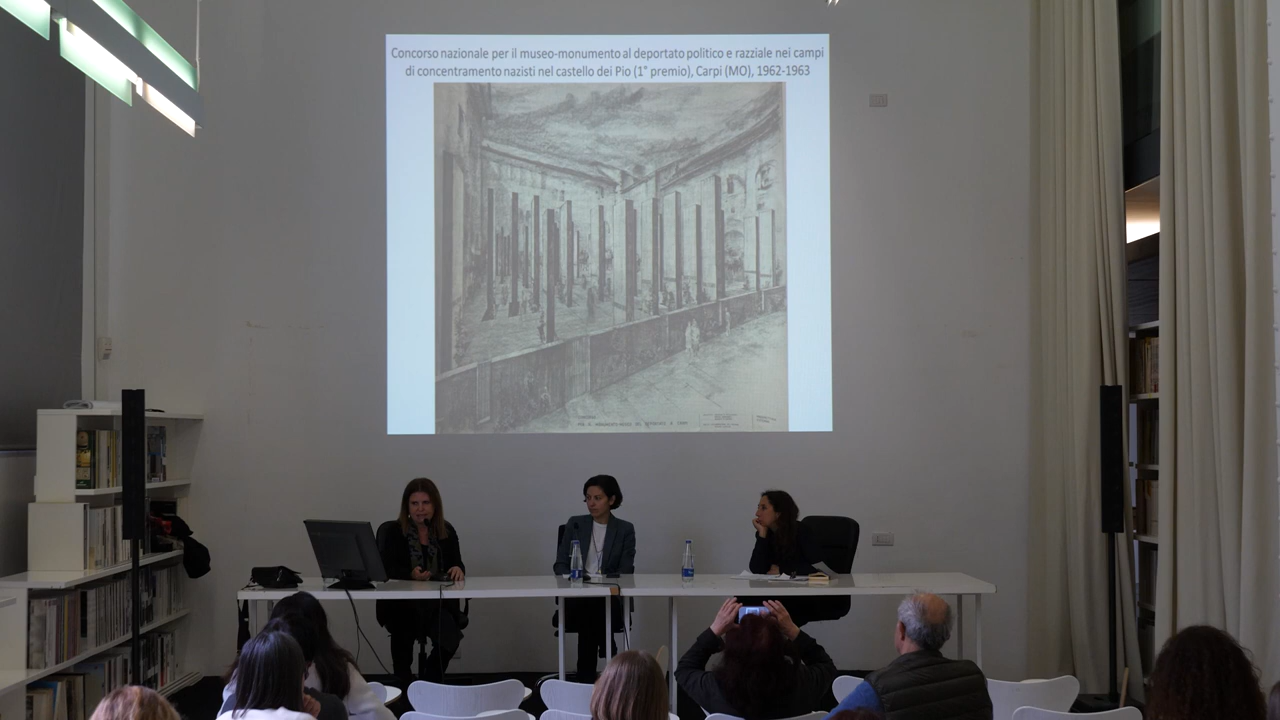 Concorso nazionale per il museo-monumento al deportato politico e razziale nei campi
di concentramento nazisti nel castello dei Pio (1° premio), Carpi (MO), 1962-1963